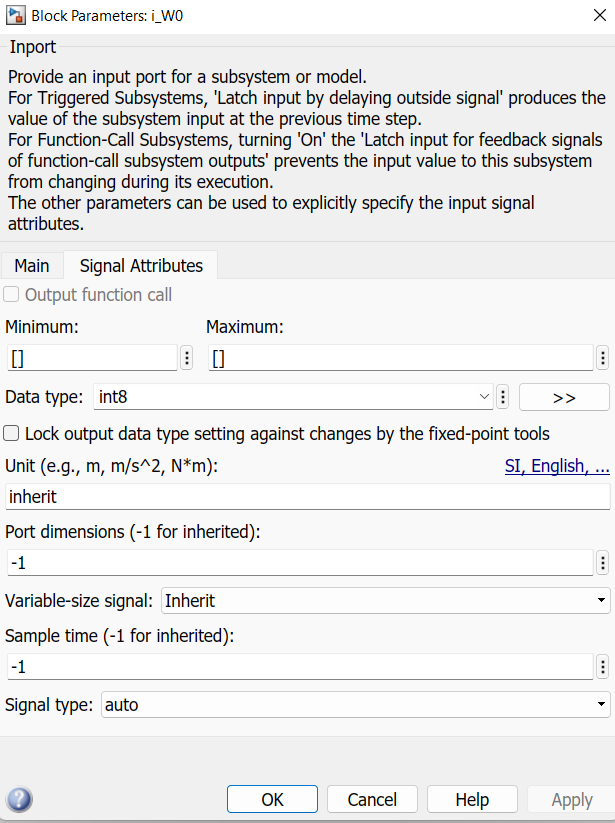 Block Parameters: i_W0
Inport
Provide an input port for a subsystem or model.
For Triggered Subsystems, 'Latch input by delaying outside signal' produces the
value of the subsystem input at the previous time step.
For Function-Call Subsystems, turning 'On' the 'Latch input for feedback signals
of function-call subsystem outputs' prevents the input value to this subsystem
from changing during its execution.
The other parameters can be used to explicitly specify the input signal
attributes.
Main Signal Attributes
Output function call
Minimum: Maximum:
[] []
Data type: int8 >>
Lock output data type setting against changes by the fixed-point tools
Unit (e.g., m, m/s^2, N*m): SI, English, ...
inherit
Port dimensions (-1 for inherited):
-1
Variable-size signal: Inherit
Sample time (-1 for inherited):
-1
Signal type: auto
? OK Cancel Help Apply